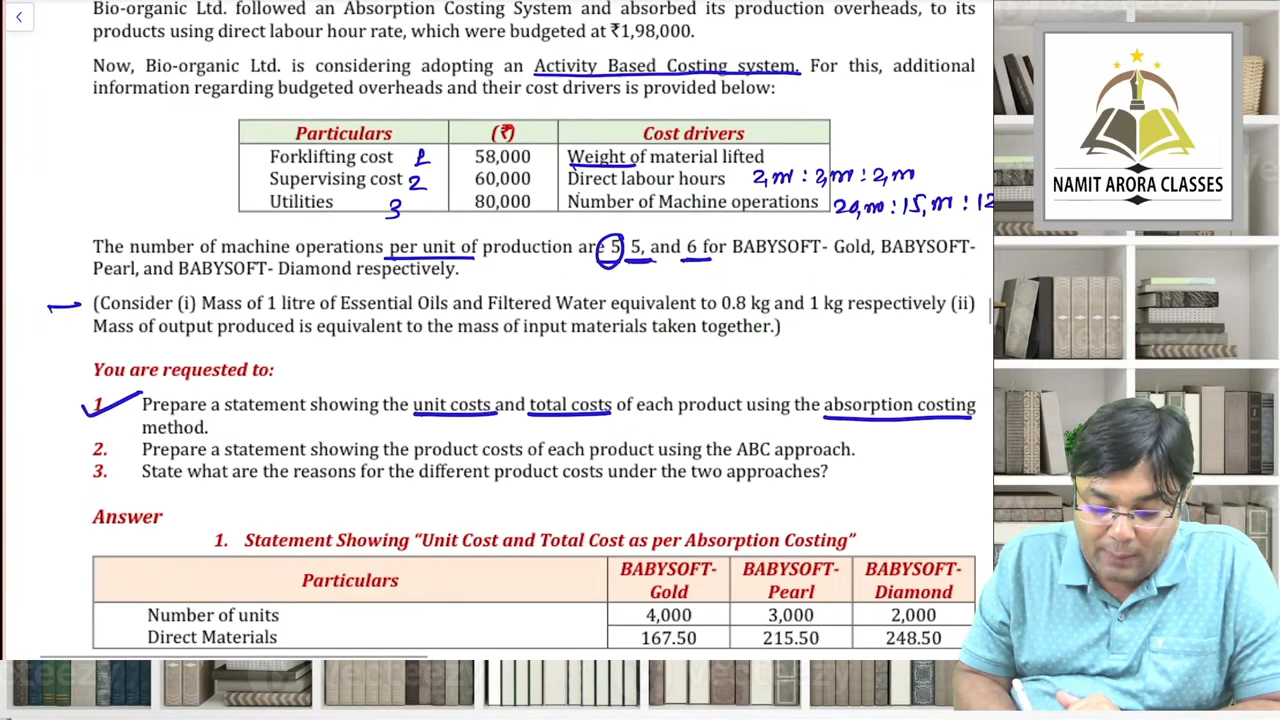 Bio-organic Ltd. followed an Absorption Costing System and absorbed its production overheads, to its
products using direct labour hour rate, which were budgeted at ₹1,98,000.
Now, Bio-organic Ltd. is considering adopting an Activity Based Costing system. For this, additional
information regarding budgeted overheads and their cost drivers is provided below:
Particulars (₹) Cost drivers
Forklifting cost 1 58,000 Weight of material lifted
Supervising cost 2 60,000 Direct labour hours 2,m : 2,m : 2,m
Utilities 3 80,000 Number of Machine operations 20,m : 15,m : 12
The number of machine operations per unit of production are 5, 5, and 6 for BABYSOFT- Gold, BABYSOFT-
Pearl, and BABYSOFT- Diamond respectively.
(Consider (i) Mass of 1 litre of Essential Oils and Filtered Water equivalent to 0.8 kg and 1 kg respectively (ii)
Mass of output produced is equivalent to the mass of input materials taken together.)
You are requested to:
1 Prepare a statement showing the unit costs and total costs of each product using the absorption costing
method.
2. Prepare a statement showing the product costs of each product using the ABC approach.
3. State what are the reasons for the different product costs under the two approaches?
Answer
1. Statement Showing “Unit Cost and Total Cost as per Absorption Costing”
Particulars BABYSOFT- Gold BABYSOFT- Pearl BABYSOFT- Diamond
Number of units 4,000 3,000 2,000
Direct Materials 167.50 215.50 248.50
NAMIT ARORA CLASSES